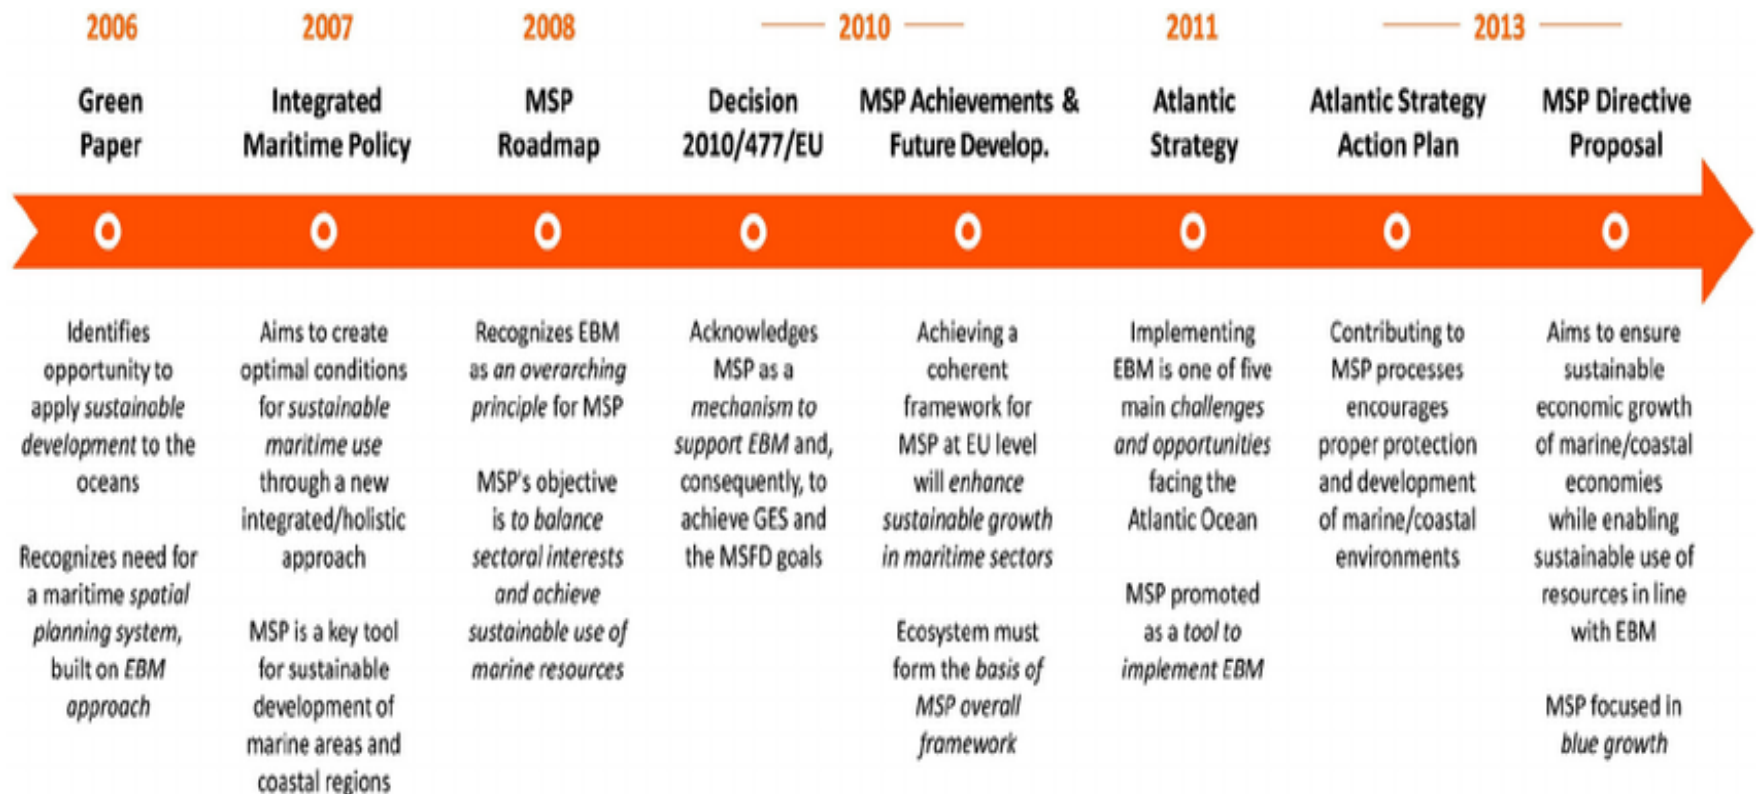 2006
Green
Paper
Identifies
opportunity to
apply sustainable
development to the
oceans
Recognizes need for
a maritime spatial
planning system,
built on EBM
approach
2007
Integrated
Maritime Policy
Aims to create
optimal conditions
for sustainable
maritime use
through a new
integrated/holistic
approach
MSP is a key tool
for sustainable
development of
marine areas and
coastal regions
2008
MSP
Roadmap
Recognizes EBM
as an overarching
principle for MSP
MSP's objective
is to balance
sectoral interests
and achieve
sustainable use of
marine resources
2010
Decision
2010/477/EU
Acknowledges
MSP as a
mechanism to
support EBM and,
consequently, to
achieve GES and
the MSFD goals
MSP Achievements &
Future Develop.
Achieving a
coherent
framework for
MSP at EU level
will enhance
sustainable growth
in maritime sectors
Ecosystem must
form the basis of
MSP overall
framework
2011
Atlantic
Strategy
Implementing
EBM is one of five
main challenges
and opportunities
facing the
Atlantic Ocean
MSP promoted
as a tool to
implement EBM
2013
Atlantic Strategy
Action Plan
Contributing to
MSP processes
encourages
proper protection
and development
of marine/coastal
environments
MSP Directive
Proposal
Aims to ensure
sustainable
economic growth
of marine/coastal
economies
while enabling
sustainable use of
resources in line
with EBM
MSP focused in
blue growth